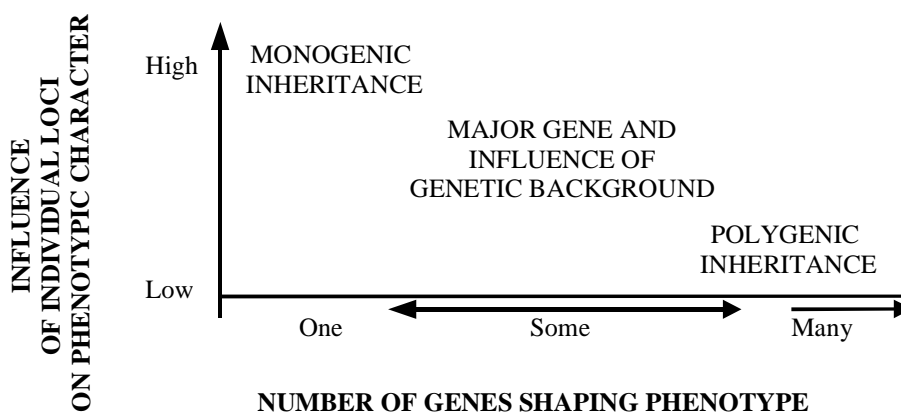 INFLUENCE
OF INDIVIDUAL LOCI
ON PHENOTYPIC CHARACTER
High
MONOGENIC
INHERITANCE
MAJOR GENE AND
INFLUENCE OF
GENETIC BACKGROUND
POLYGENIC
INHERITANCE
Low
One
Some
Many
NUMBER OF GENES SHAPING PHENOTYPE